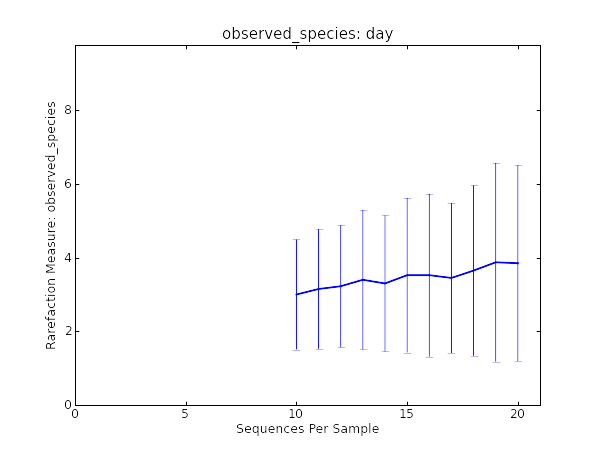 observed_species: day
Rarefaction Measure: observed_species
8
6
4
2
0
0 5 10 15 20
Sequences Per Sample